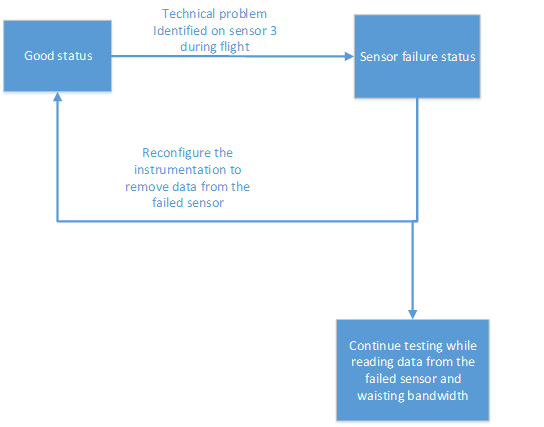 Technical problem
Identified on sensor 3
during flight
Good status
Sensor failure status
Reconfigure the
instrumentation to
remove data from the
failed sensor
Continue testing while
reading data from the
failed sensor and
waisting bandwidth